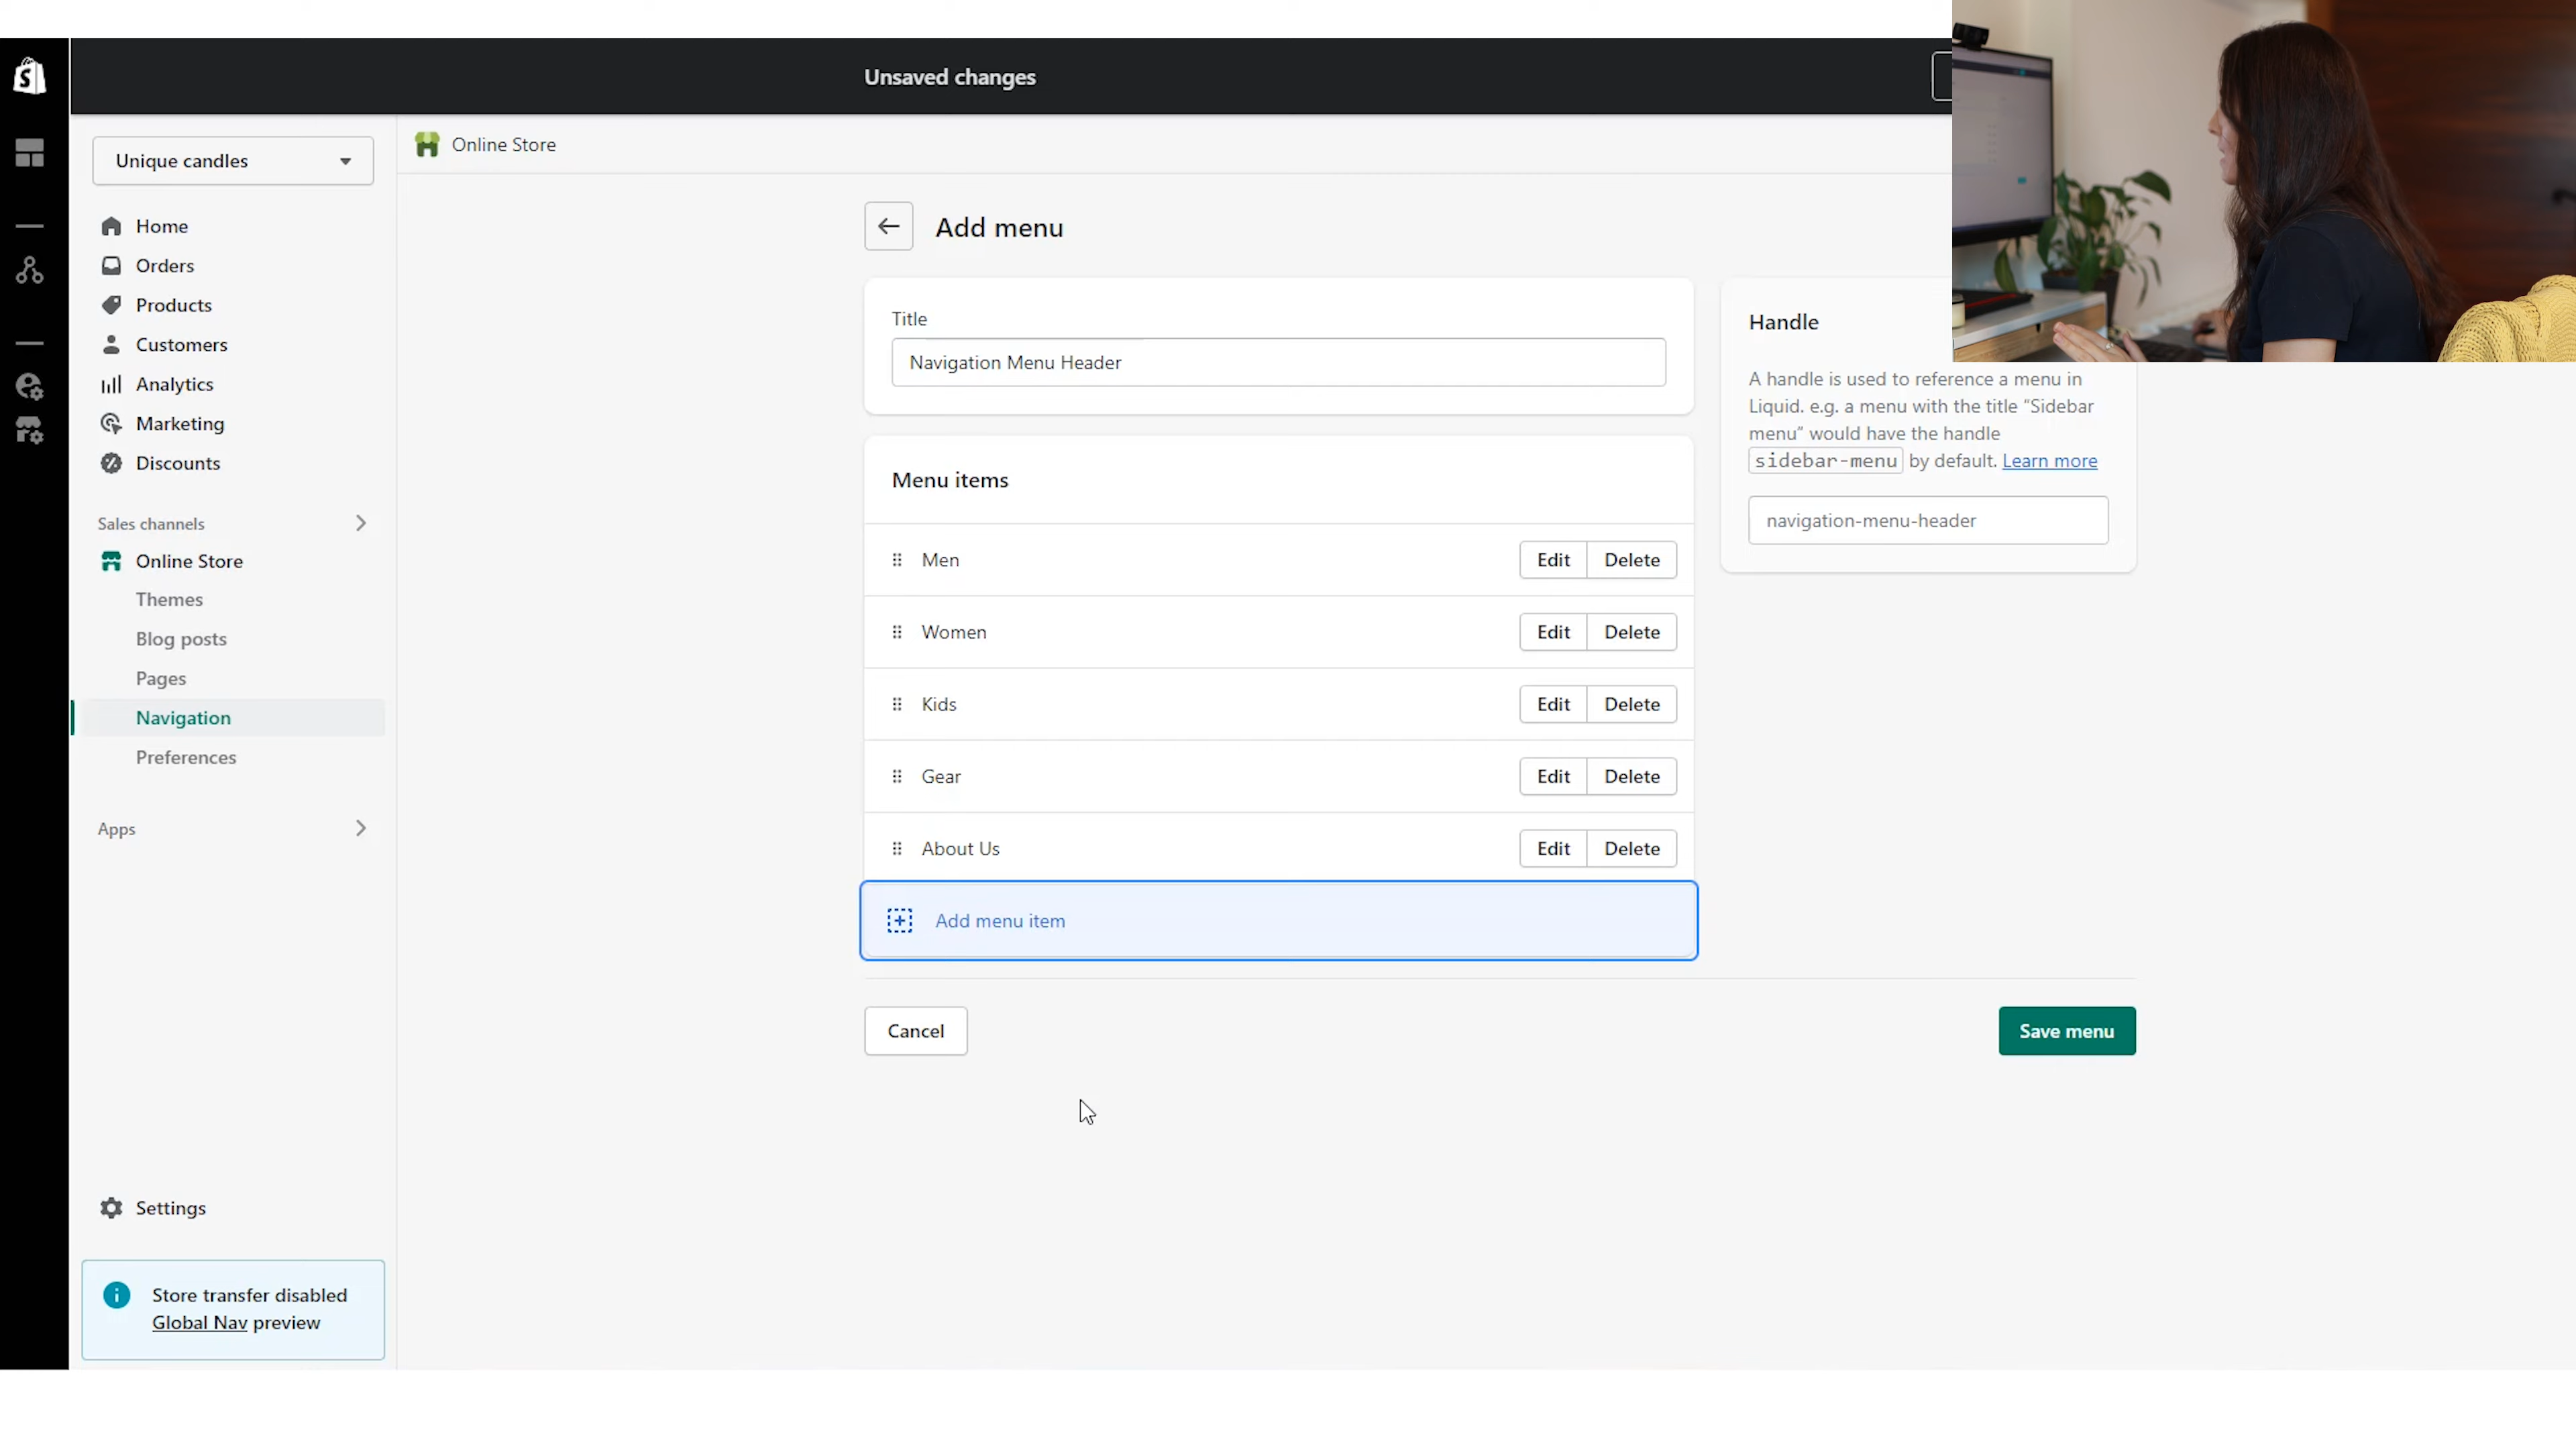 Unsaved changes
Unique candles
Online Store
Home
Orders
Products
Customers
Analytics
Marketing
Discounts
Sales channels
Online Store
Themes
Blog posts
Pages
Navigation
Preferences
Apps
Settings
Store transfer disabled
Global Nav preview
Add menu
Title
Navigation Menu Header
Menu items
Men Edit Delete
Women Edit Delete
Kids Edit Delete
Gear Edit Delete
About Us Edit Delete
Add menu item
Cancel
Save menu
Handle
A handle is used to reference a menu in
Liquid. e.g. a menu with the title “Sidebar
menu” would have the handle
sidebar-menu by default. Learn more
navigation-menu-header